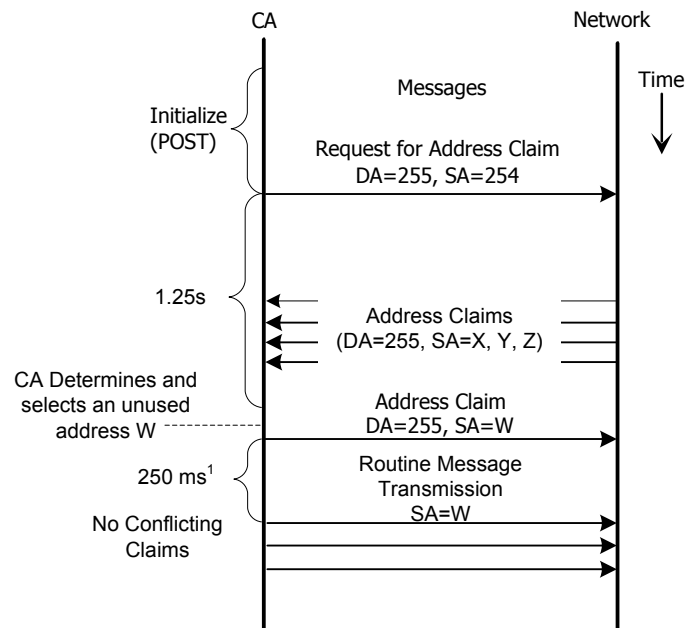 CA
Network
Time
Messages
Initialize
(POST)
Request for Address Claim
DA=255, SA=254
1.25s
Address Claims
(DA=255, SA=X, Y, Z)
CA Determines and
selects an unused
address W
Address Claim
DA=255, SA=W
250 ms¹
Routine Message
Transmission
SA=W
No Conflicting
Claims